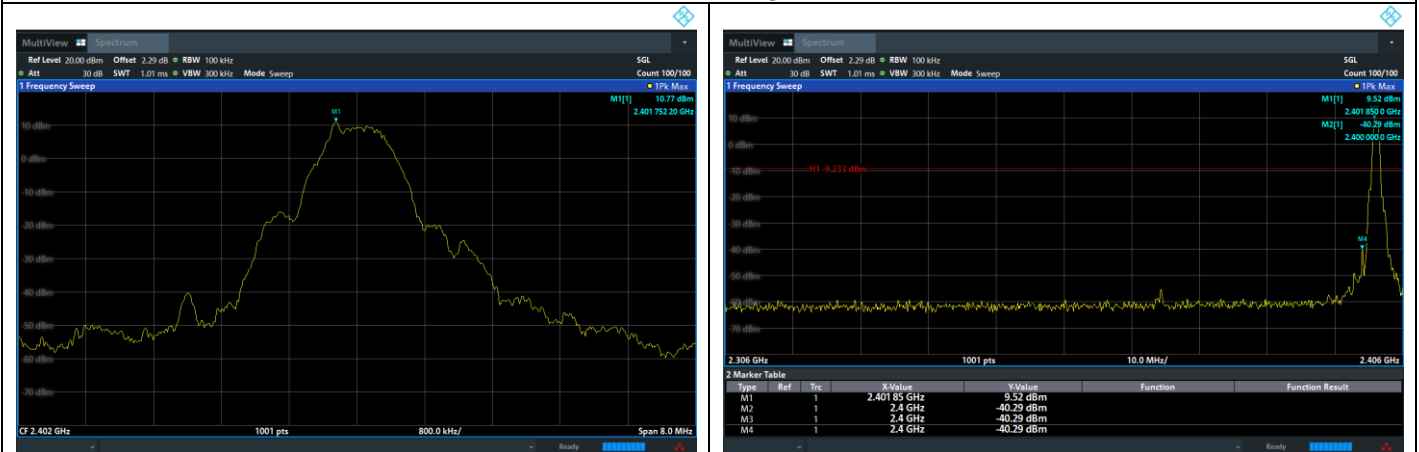 MultiView Spectrum
Ref Level 20.00 dBm Offset 2.29 dB RBW 100 kHz SGL
Att 30 dB SWT 1.01 ms VBW 300 kHz Mode Sweep Count 100/100
1 Frequency Sweep 1Pk Max
M1[1] 10.77 dBm
2.401 752 20 GHz
M1
10 dBm
0 dBm
-10 dBm
-20 dBm
-30 dBm
-40 dBm
-50 dBm
-60 dBm
-70 dBm
CF 2.402 GHz 1001 pts 800.0 kHz/ Span 8.0 MHz
Ready
MultiView Spectrum
Ref Level 20.00 dBm Offset 2.29 dB RBW 100 kHz SGL
Att 30 dB SWT 1.01 ms VBW 300 kHz Mode Sweep Count 100/100
1 Frequency Sweep 1Pk Max
M1[1] 9.52 dBm
2.401 850 0 GHz
M2[1] -40.29 dBm
2.400 000 0 GHz
10 dBm
0 dBm
H1 -9.233 dBm
-10 dBm
-20 dBm
-30 dBm
M4
-40 dBm
-50 dBm
-60 dBm
-70 dBm
2.306 GHz 1001 pts 10.0 MHz/ 2.406 GHz
2 Marker Table
Type Ref Trc X-Value Y-Value Function Function Result
M1 1 2.401 85 GHz 9.52 dBm
M2 1 2.4 GHz -40.29 dBm
M3 1 2.4 GHz -40.29 dBm
M4 1 2.4 GHz -40.29 dBm
Ready